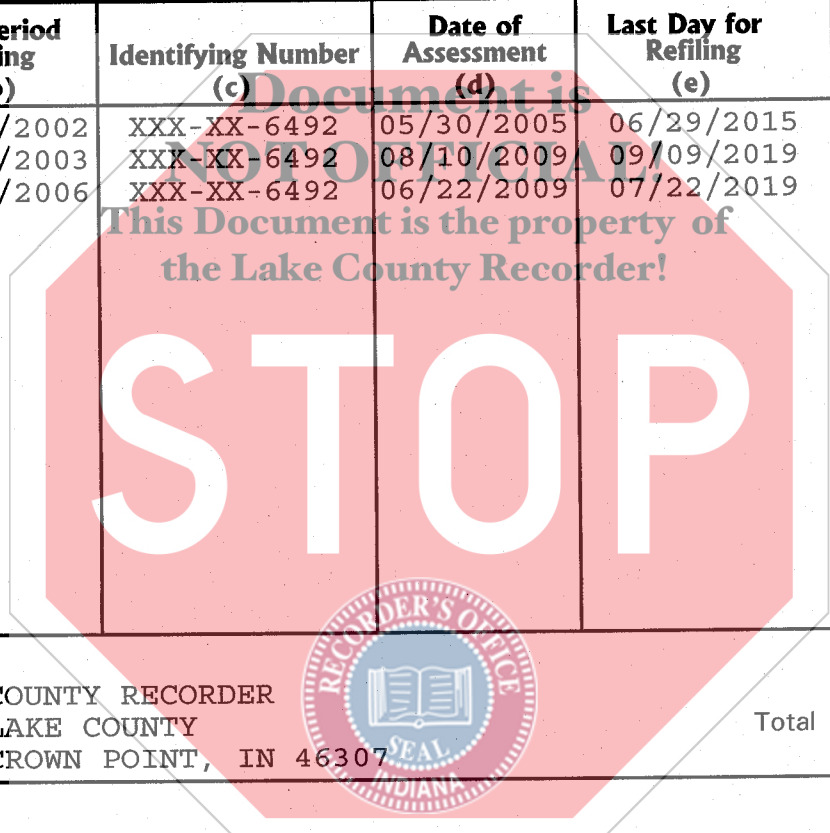 eriod
ing
Identifying Number
(c)
Date of
Assessment
(d)
Last Day for
Refiling
(e)
/2002 XXX-XX-6492 05/30/2005 06/29/2015
/2003 XXX-XX-6492 08/10/2009 09/09/2019
/2006 XXX-XX-6492 06/22/2009 07/22/2019
Document is
NOT OFFICIAL!
This Document is the property of
the Lake County Recorder!
STOP
RECORDER'S OFFICE
SEAL
INDIANA
COUNTY RECORDER
LAKE COUNTY
CROWN POINT, IN 46307
Total